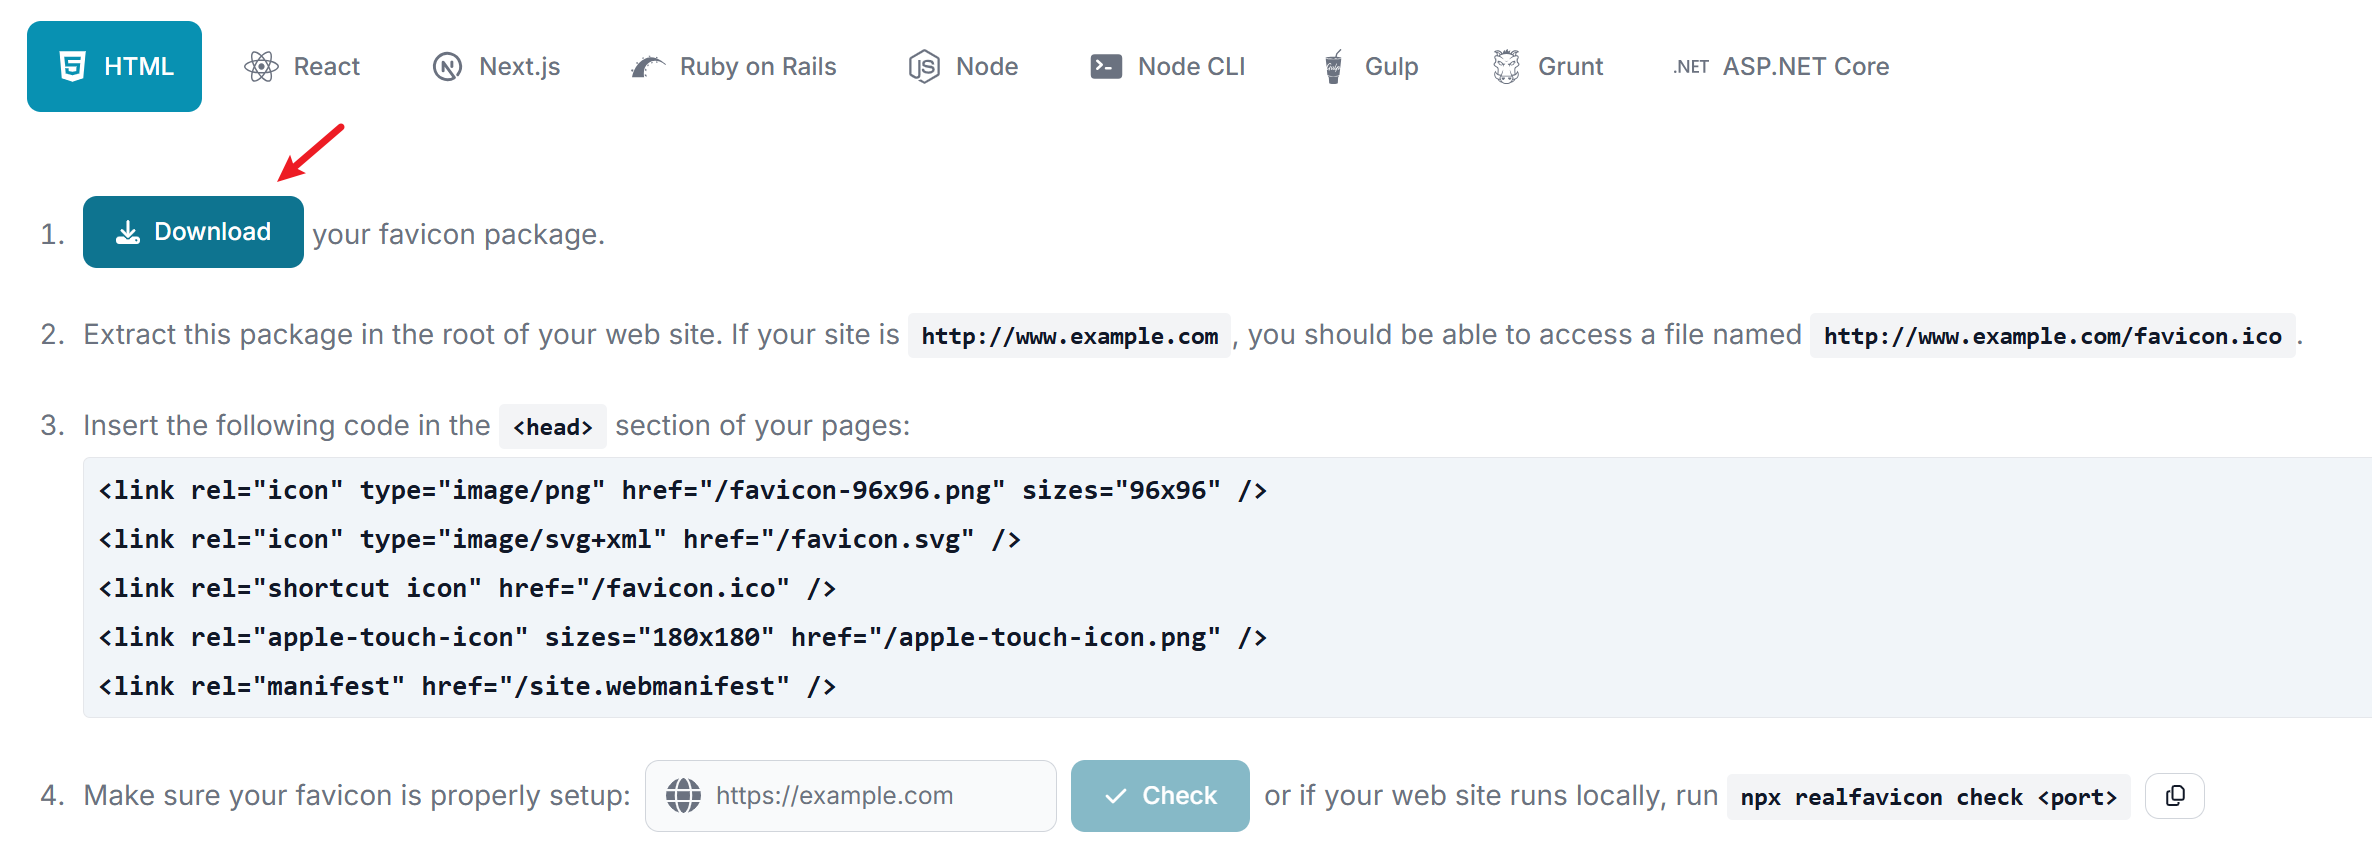 HTML React Next.js Ruby on Rails Node Node CLI Gulp Grunt .NET ASP.NET Core
1. Download your favicon package.
2. Extract this package in the root of your web site. If your site is http://www.example.com, you should be able to access a file named http://www.example.com/favicon.ico.
3. Insert the following code in the <head> section of your pages:
<link rel="icon" type="image/png" href="/favicon-96x96.png" sizes="96x96" />
<link rel="icon" type="image/svg+xml" href="/favicon.svg" />
<link rel="shortcut icon" href="/favicon.ico" />
<link rel="apple-touch-icon" sizes="180x180" href="/apple-touch-icon.png" />
<link rel="manifest" href="/site.webmanifest" />
4. Make sure your favicon is properly setup: https://example.com Check or if your web site runs locally, run npx realfavicon check <port>